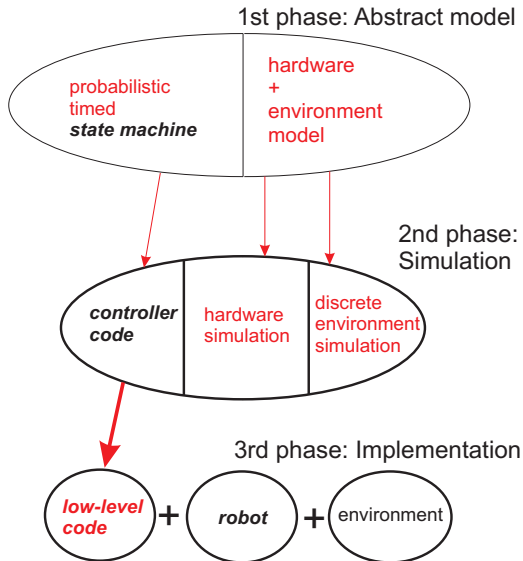 1st phase: Abstract model
probabilistic
timed
state machine
hardware
+
environment
model
2nd phase:
Simulation
controller
code
hardware
simulation
discrete
environment
simulation
3rd phase: Implementation
low-level
code
+
robot
+
environment